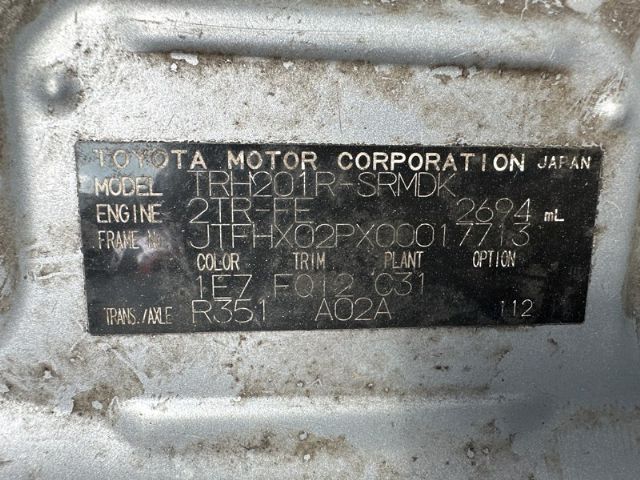 TOYOTA MOTOR CORPORATION JAPAN
MODEL TRH201R-SRMDK
ENGINE 2TR-FE 2694 mL
FRAME No. JTFHX02PX00017713
COLOR TRIM PLANT OPTION
1E7 F012 C31
TRANS./AXLE R351 A02A 112